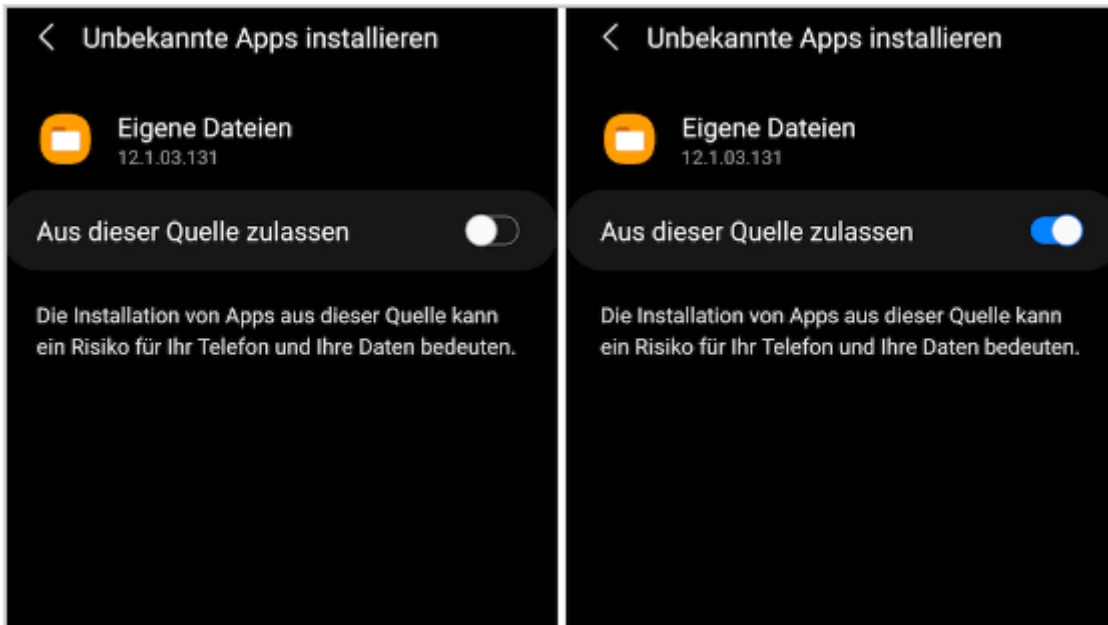 Unbekannte Apps installieren
Eigene Dateien
12.1.03.131
Aus dieser Quelle zulassen
Die Installation von Apps aus dieser Quelle kann
ein Risiko für Ihr Telefon und Ihre Daten bedeuten.
Unbekannte Apps installieren
Eigene Dateien
12.1.03.131
Aus dieser Quelle zulassen
Die Installation von Apps aus dieser Quelle kann
ein Risiko für Ihr Telefon und Ihre Daten bedeuten.